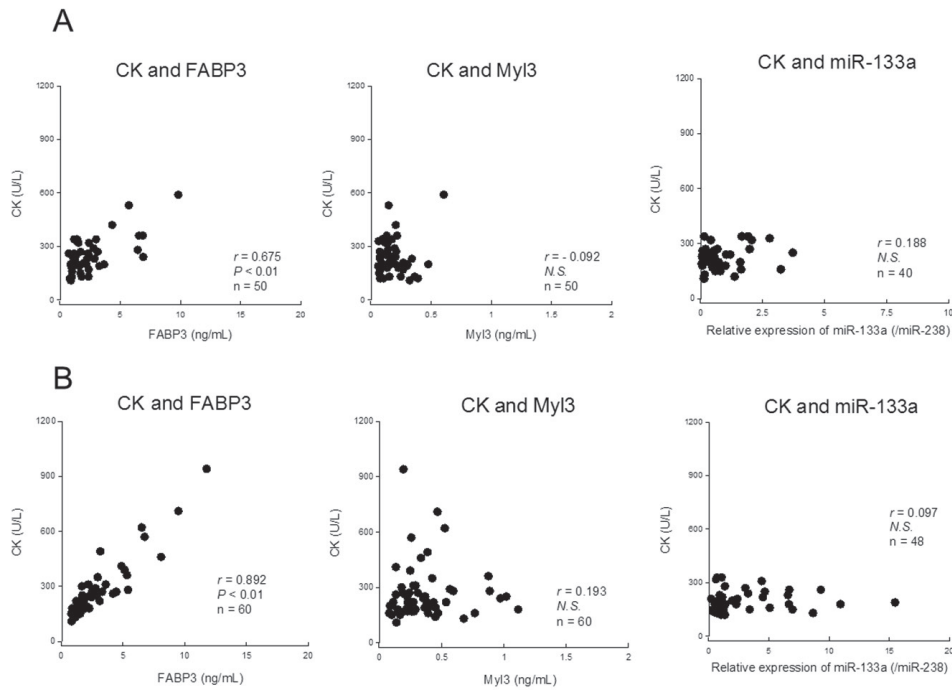 A
CK and FABP3
CK (U/L)
1200
900
600
300
0
0
5
10
15
20
FABP3 (ng/mL)
r = 0.675
P < 0.01
n = 50
CK and Myl3
CK (U/L)
1200
900
600
300
0
0
0.5
1
1.5
2
Myl3 (ng/mL)
r = - 0.092
N.S.
n = 50
CK and miR-133a
CK (U/L)
1200
900
600
300
0
0
2.5
5
7.5
10
Relative expression of miR-133a (/miR-238)
r = 0.188
N.S.
n = 40
B
CK and FABP3
CK (U/L)
1200
900
600
300
0
0
5
10
15
20
FABP3 (ng/mL)
r = 0.892
P < 0.01
n = 60
CK and Myl3
CK (U/L)
1200
900
600
300
0
0
0.5
1
1.5
2
Myl3 (ng/mL)
r = 0.193
N.S.
n = 60
CK and miR-133a
CK (U/L)
1200
900
600
300
0
0
5
10
15
20
Relative expression of miR-133a (/miR-238)
r = 0.097
N.S.
n = 48